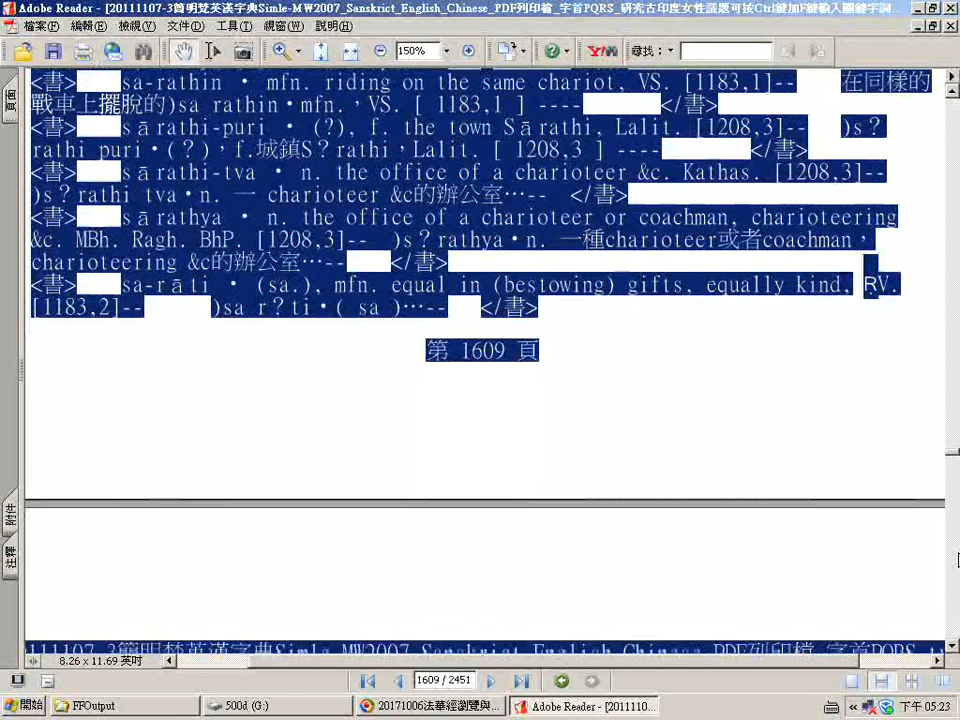 Adobe Reader - [20111107-3簡明梵英漢字典Simle-MW2007_Sanskrict_English_Chinese_PDF列印檔_字首PQRS_研究古印度女性議題可按Ctrl鍵加F鍵輸入關鍵字詞...
檔案(F) 編輯(E) 檢視(V) 文件(D) 工具(T) 視窗(W) 說明(H)
150% 尋找：
頁面
<書> sa-rathin ‧ mfn. riding on the same chariot, VS. [1183,1]-- 在同樣的
戰車上擺脫的)sa rathin‧mfn.，VS. [ 1183,1 ] ---- </書>
<書> sārathi-puri ‧ (?), f. the town Sārathi, Lalit. [1208,3]-- )s？
rathi puri‧(？)，f.城鎮S？rathi，Lalit. [ 1208,3 ] ---- </書>
<書> sārathi-tva ‧ n. the office of a charioteer &c. Kathas. [1208,3]--
)s？rathi tva‧n. 一 charioteer &c的辦公室…-- </書>
<書> sārathya ‧ n. the office of a charioteer or coachman, charioteering
&c. MBh. Ragh. BhP. [1208,3]-- )s？rathya‧n. 一種charioteer或者coachman，
charioteering &c的辦公室…-- </書>
<書> sa-rāti ‧ (sa.), mfn. equal in (bestowing) gifts, equally kind, RV.
[1183,2]-- )sa r？ti‧( sa )…-- </書>
第 1609 頁
附件
注釋
8.26 x 11.69 英吋
1609 / 2451
開始 FFOutput 500d (G:) 20171006法華經瀏覽與... Adobe Reader - [2011110... 下午 05:23